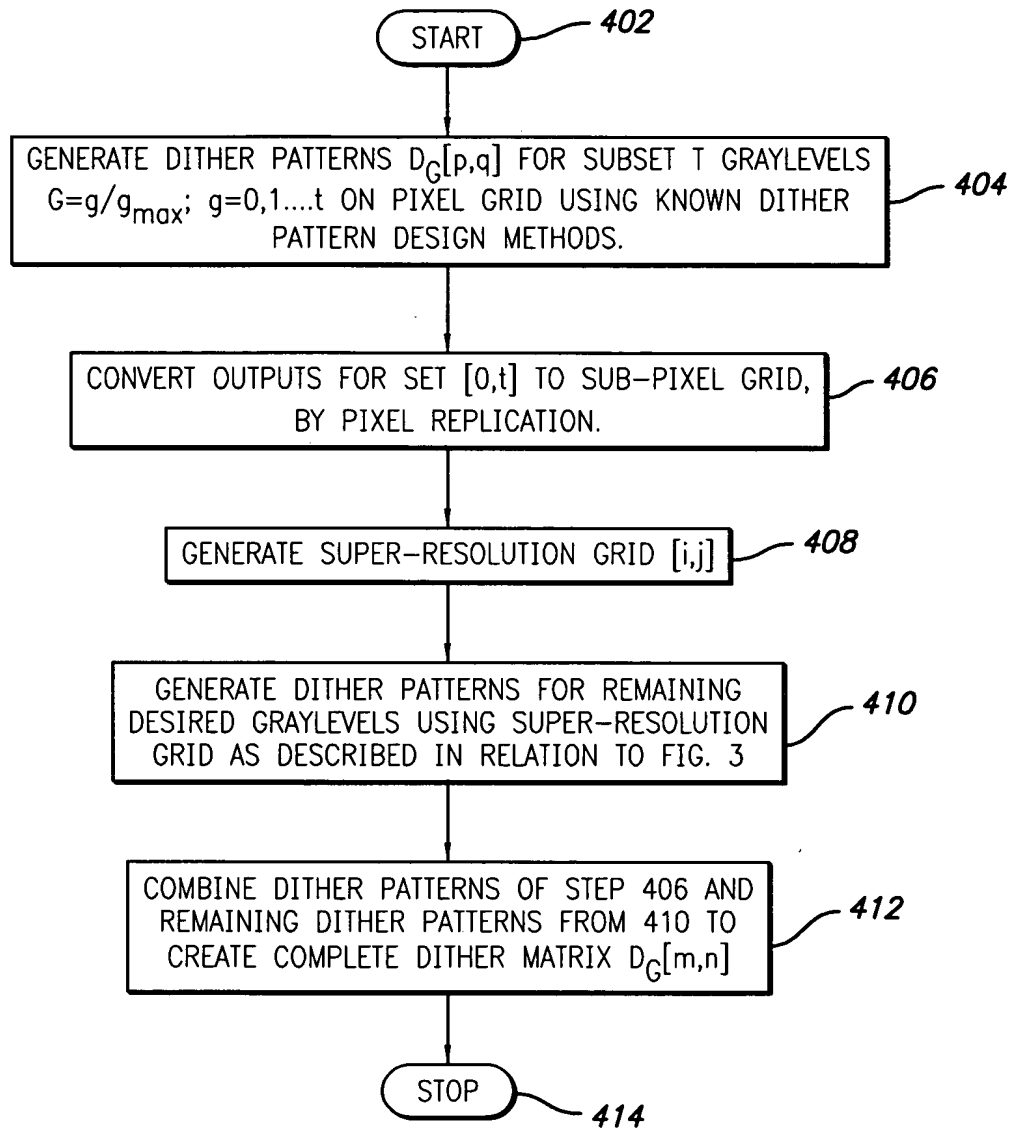 START
402
GENERATE DITHER PATTERNS D_G[p,q] FOR SUBSET T GRAYLEVELS
G=g/g_max; g=0,1....t ON PIXEL GRID USING KNOWN DITHER
PATTERN DESIGN METHODS.
404
CONVERT OUTPUTS FOR SET [0,t] TO SUB-PIXEL GRID,
BY PIXEL REPLICATION.
406
GENERATE SUPER-RESOLUTION GRID [i,j]
408
GENERATE DITHER PATTERNS FOR REMAINING
DESIRED GRAYLEVELS USING SUPER-RESOLUTION
GRID AS DESCRIBED IN RELATION TO FIG. 3
410
COMBINE DITHER PATTERNS OF STEP 406 AND
REMAINING DITHER PATTERNS FROM 410 TO
CREATE COMPLETE DITHER MATRIX D_G[m,n]
412
STOP
414